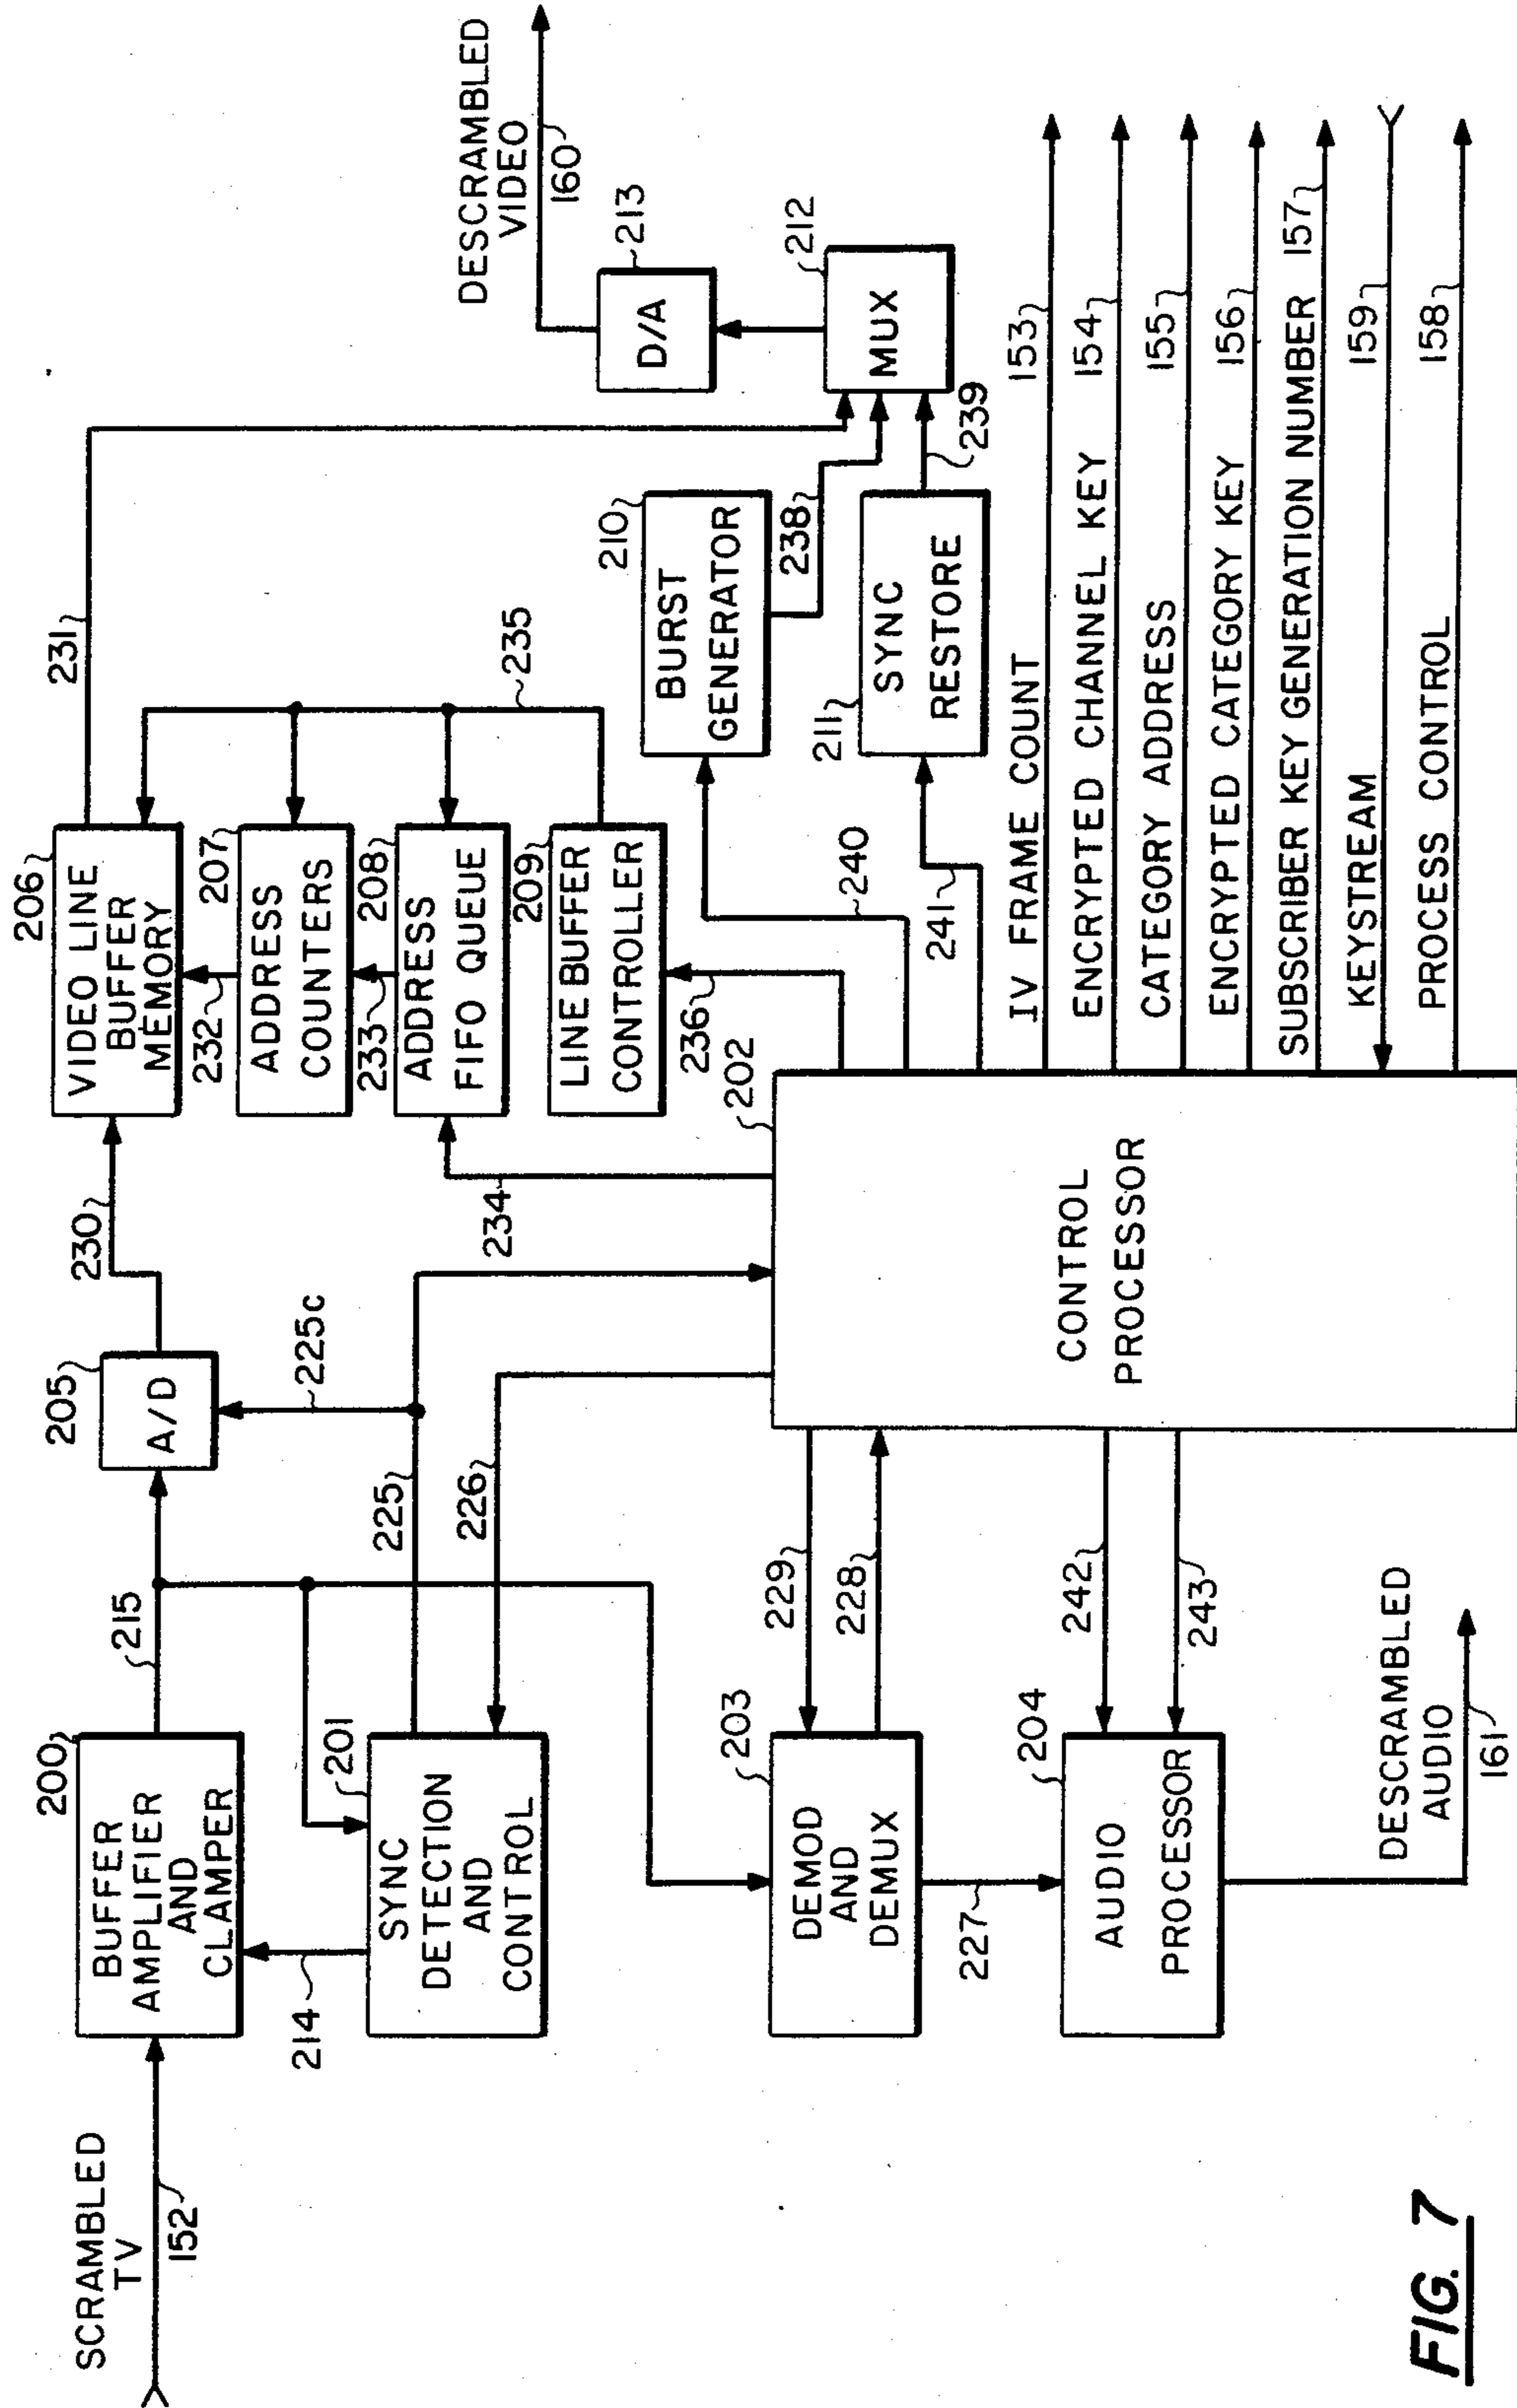 SCRAMBLED
TV
152
200
BUFFER
AMPLIFIER
AND
CLAMPER
215
214
201
SYNC
DETECTION
AND
CONTROL
225
226
225c
205
A/D
230
206
VIDEO LINE
BUFFER
MEMORY
231
232
207
ADDRESS
COUNTERS
233
208
ADDRESS
FIFO QUEUE
209
LINE BUFFER
CONTROLLER
235
234
236
202
CONTROL
PROCESSOR
240
241
210
BURST
GENERATOR
238
211
SYNC
RESTORE
239
212
MUX
213
D/A
DESCRAMBLED
VIDEO
160
203
DEMOD
AND
DEMUX
229
228
227
204
AUDIO
PROCESSOR
242
243
DESCRAMBLED
AUDIO
161
IV FRAME COUNT 153
ENCRYPTED CHANNEL KEY 154
CATEGORY ADDRESS 155
ENCRYPTED CATEGORY KEY 156
SUBSCRIBER KEY GENERATION NUMBER 157
KEYSTREAM 159
PROCESS CONTROL 158
FIG. 7